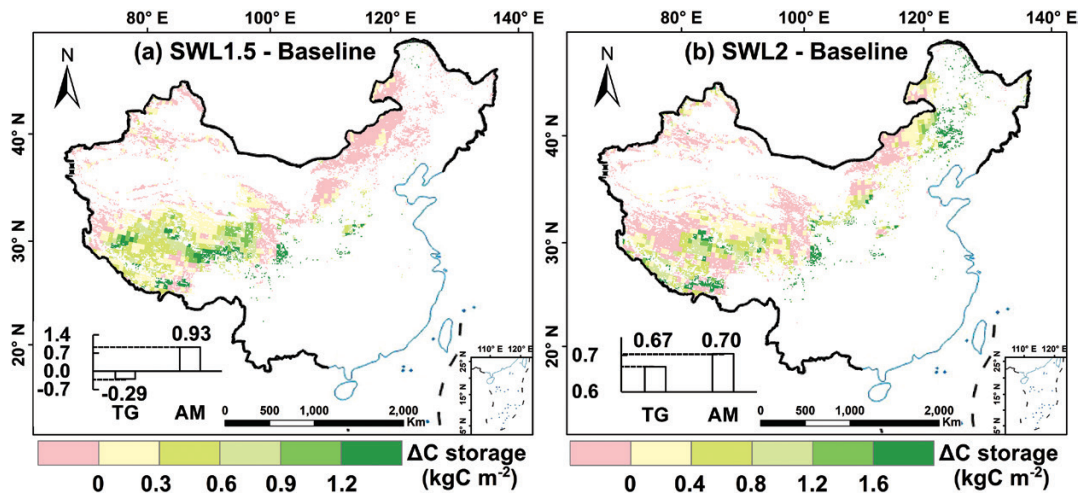 80° E 100° E 120° E 140° E
80° E 100° E 120° E 140° E
(a) SWL1.5 - Baseline
(b) SWL2 - Baseline
N
N
40° N
30° N
20° N
40° N
30° N
20° N
1.4
0.7
0.0
-0.7
0.93
-0.29
TG AM
0 500 1,000 2,000
Km
110° E 120° E
25° N
15° N
5° N
0.7
0.6
0.67 0.70
TG AM
0 500 1,000 2,000
Km
110° E 120° E
25° N
15° N
5° N
0 0.3 0.6 0.9 1.2
ΔC storage
(kgC m⁻²)
0 0.4 0.8 1.2 1.6
ΔC storage
(kgC m⁻²)